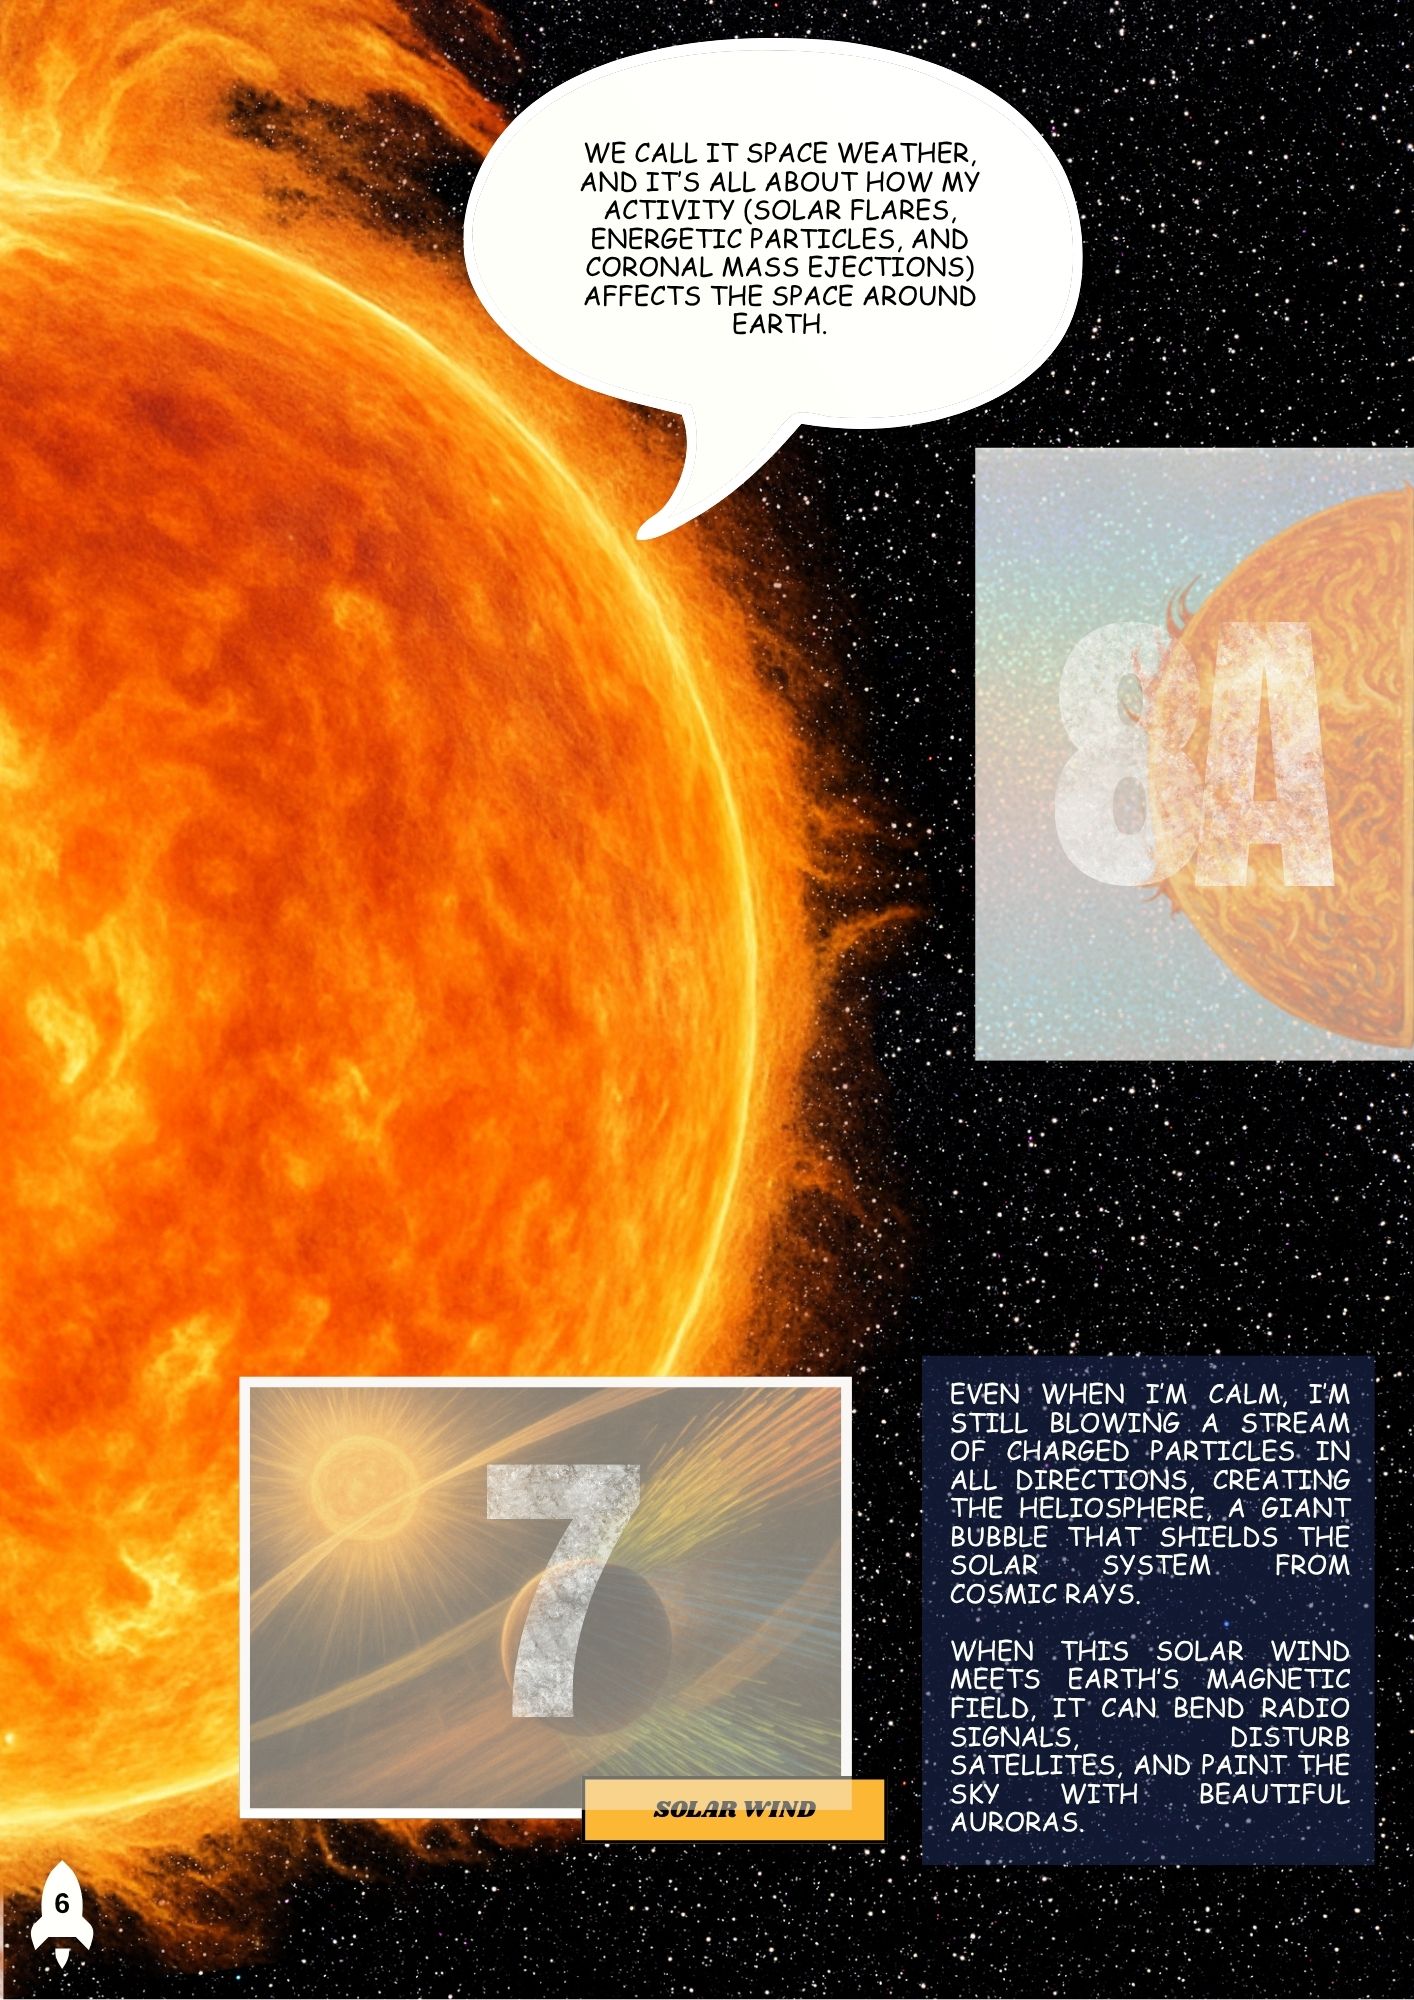 WE CALL IT SPACE WEATHER,
AND IT'S ALL ABOUT HOW MY
ACTIVITY (SOLAR FLARES,
ENERGETIC PARTICLES, AND
CORONAL MASS EJECTIONS)
AFFECTS THE SPACE AROUND
EARTH.
8A
7
SOLAR WIND
EVEN WHEN I'M CALM, I'M
STILL BLOWING A STREAM
OF CHARGED PARTICLES IN
ALL DIRECTIONS, CREATING
THE HELIOSPHERE, A GIANT
BUBBLE THAT SHIELDS THE
SOLAR SYSTEM FROM
COSMIC RAYS.
WHEN THIS SOLAR WIND
MEETS EARTH'S MAGNETIC
FIELD, IT CAN BEND RADIO
SIGNALS, DISTURB
SATELLITES, AND PAINT THE
SKY WITH BEAUTIFUL
AURORAS.
6